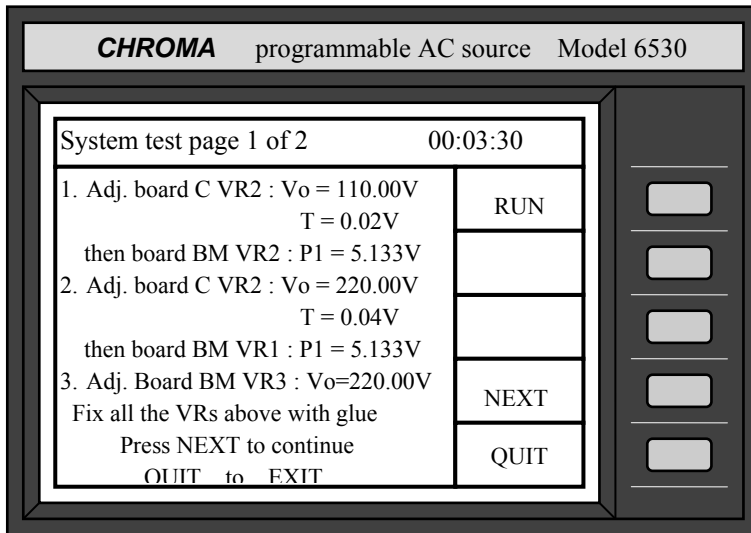 CHROMA programmable AC source Model 6530
System test page 1 of 2 00:03:30
1. Adj. board C VR2 : Vo = 110.00V
T = 0.02V
then board BM VR2 : P1 = 5.133V
2. Adj. board C VR2 : Vo = 220.00V
T = 0.04V
then board BM VR1 : P1 = 5.133V
3. Adj. Board BM VR3 : Vo=220.00V
Fix all the VRs above with glue
Press NEXT to continue
QUIT to EXIT
RUN
NEXT
QUIT